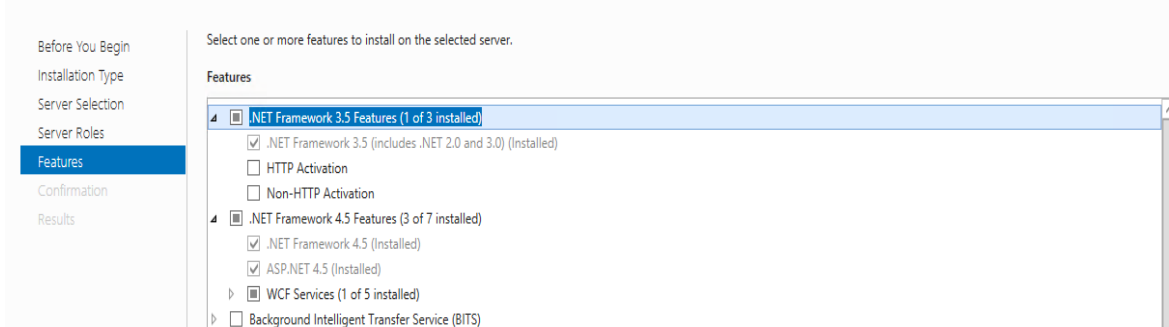 Before You Begin
Installation Type
Server Selection
Server Roles
Features
Confirmation
Results
Select one or more features to install on the selected server.
Features
.NET Framework 3.5 Features (1 of 3 installed)
.NET Framework 3.5 (includes .NET 2.0 and 3.0) (Installed)
HTTP Activation
Non-HTTP Activation
.NET Framework 4.5 Features (3 of 7 installed)
.NET Framework 4.5 (Installed)
ASP.NET 4.5 (Installed)
WCF Services (1 of 5 installed)
Background Intelligent Transfer Service (BITS)